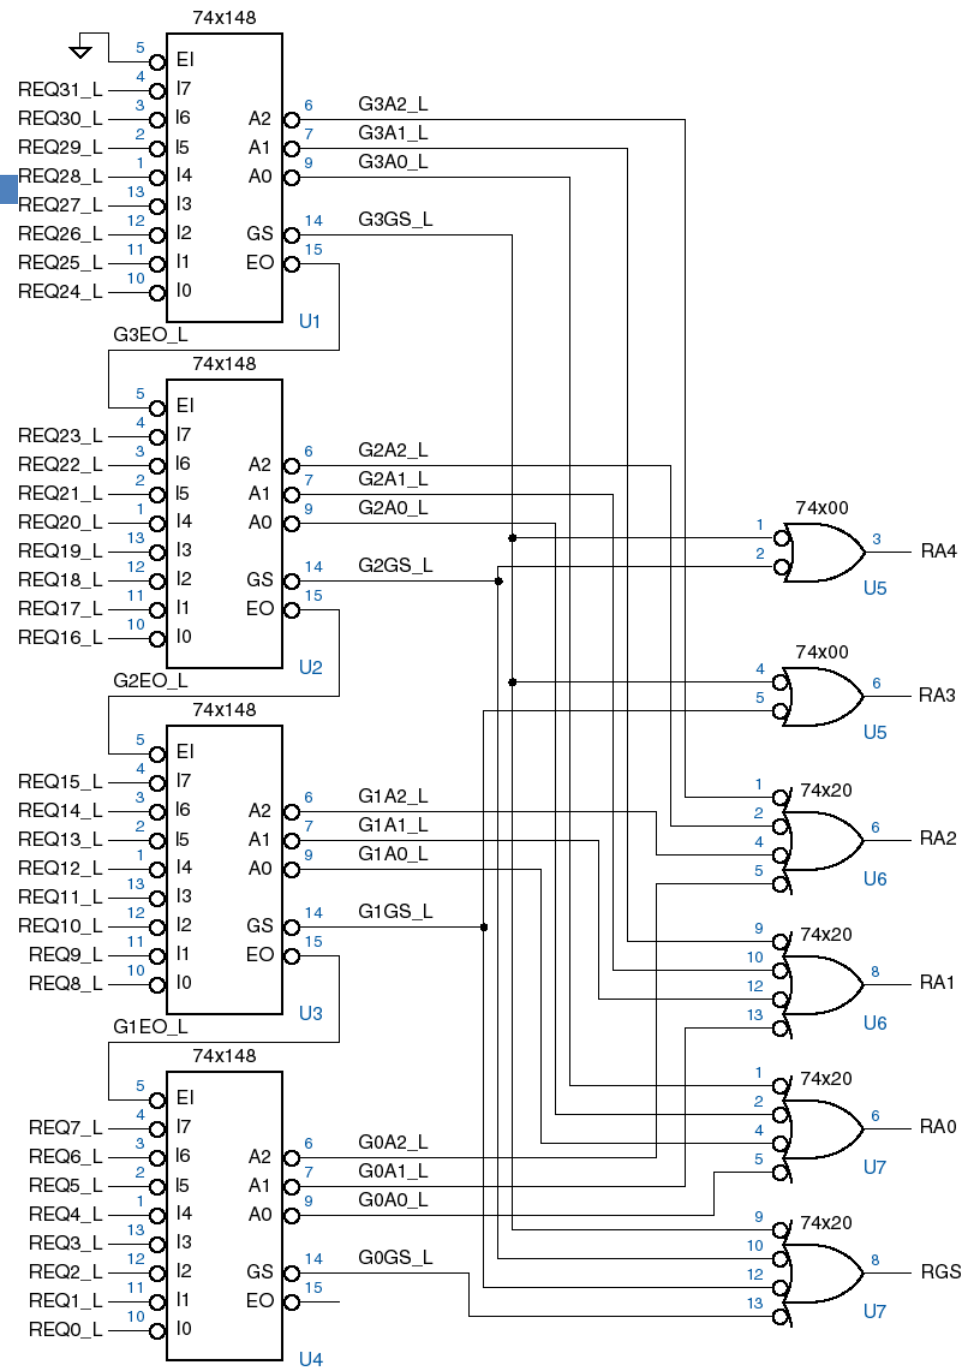 74x148
5 EI
REQ31_L 4 I7
REQ30_L 3 I6 A2 6 G3A2_L
REQ29_L 2 I5 A1 7 G3A1_L
REQ28_L 1 I4 A0 9 G3A0_L
REQ27_L 13 I3
REQ26_L 12 I2 GS 14 G3GS_L
REQ25_L 11 I1 EO 15
REQ24_L 10 I0
U1
G3EO_L
74x148
5 EI
REQ23_L 4 I7
REQ22_L 3 I6 A2 6 G2A2_L
REQ21_L 2 I5 A1 7 G2A1_L
REQ20_L 1 I4 A0 9 G2A0_L
REQ19_L 13 I3
REQ18_L 12 I2 GS 14 G2GS_L
REQ17_L 11 I1 EO 15
REQ16_L 10 I0
U2
G2EO_L
74x148
5 EI
REQ15_L 4 I7
REQ14_L 3 I6 A2 6 G1A2_L
REQ13_L 2 I5 A1 7 G1A1_L
REQ12_L 1 I4 A0 9 G1A0_L
REQ11_L 13 I3
REQ10_L 12 I2 GS 14 G1GS_L
REQ9_L 11 I1 EO 15
REQ8_L 10 I0
U3
G1EO_L
74x148
5 EI
REQ7_L 4 I7
REQ6_L 3 I6 A2 6 G0A2_L
REQ5_L 2 I5 A1 7 G0A1_L
REQ4_L 1 I4 A0 9 G0A0_L
REQ3_L 13 I3
REQ2_L 12 I2 GS 14 G0GS_L
REQ1_L 11 I1 EO 15
REQ0_L 10 I0
U4
74x00
1 3 RA4
2
U5
74x00
4 6 RA3
5
U5
1 74x20
2
6 RA2
4
5 U6
9 74x20
10
8 RA1
12
13 U6
1 74x20
2
6 RA0
4
5 U7
9 74x20
10
8 RGS
12
13 U7